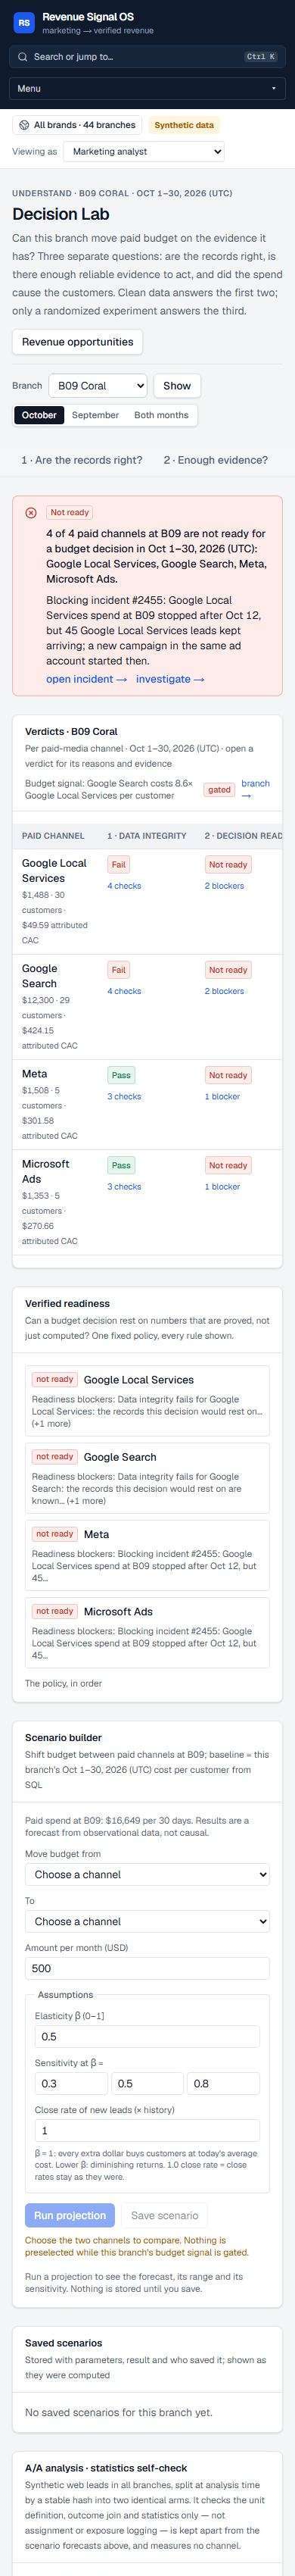 RS
Revenue Signal OS
marketing → verified revenue
Search or jump to...
Ctrl K
Menu
All brands · 44 branches
Synthetic data
Viewing as
Marketing analyst
UNDERSTAND · B09 CORAL · OCT 1–30, 2026 (UTC)
Decision Lab
Can this branch move paid budget on the evidence it
has? Three separate questions: are the records right, is
there enough reliable evidence to act, and did the spend
cause the customers. Clean data answers the first two;
only a randomized experiment answers the third.
Revenue opportunities
Branch
B09 Coral
Show
October
September
Both months
1 · Are the records right?
2 · Enough evidence?
Not ready
4 of 4 paid channels at B09 are not ready for
a budget decision in Oct 1–30, 2026 (UTC):
Google Local Services, Google Search, Meta,
Microsoft Ads.
Blocking incident #2455: Google Local
Services spend at B09 stopped after Oct 12,
but 45 Google Local Services leads kept
arriving; a new campaign in the same ad
account started then.
open incident → investigate →
Verdicts · B09 Coral
Per paid-media channel · Oct 1–30, 2026 (UTC) · open a
verdict for its reasons and evidence
Budget signal: Google Search costs 8.6×
Google Local Services per customer
gated
branch
→
PAID CHANNEL
1 · DATA INTEGRITY
2 · DECISION READ
Google Local
Services
$1,488 · 30
customers ·
$49.59 attributed
CAC
Fail
4 checks
Not ready
2 blockers
Google
Search
$12,300 · 29
customers ·
$424.15
attributed CAC
Fail
4 checks
Not ready
2 blockers
Meta
$1,508 · 5
customers ·
$301.58
attributed CAC
Pass
3 checks
Not ready
1 blocker
Microsoft
Ads
$1,353 · 5
customers ·
$270.66
attributed CAC
Pass
3 checks
Not ready
1 blocker
Verified readiness
Can a budget decision rest on numbers that are proved, not
just computed? One fixed policy, every rule shown.
not ready Google Local Services
Readiness blockers: Data integrity fails for Google
Local Services: the records this decision would rest on…
(+1 more)
not ready Google Search
Readiness blockers: Data integrity fails for Google
Search: the records this decision would rest on are
known… (+1 more)
not ready Meta
Readiness blockers: Blocking incident #2455: Google
Local Services spend at B09 stopped after Oct 12, but
45…
not ready Microsoft Ads
Readiness blockers: Blocking incident #2455: Google
Local Services spend at B09 stopped after Oct 12, but
45…
The policy, in order
Scenario builder
Shift budget between paid channels at B09; baseline = this
branch's Oct 1–30, 2026 (UTC) cost per customer from
SQL
Paid spend at B09: $16,649 per 30 days. Results are a
forecast from observational data, not causal.
Move budget from
Choose a channel
To
Choose a channel
Amount per month (USD)
500
Assumptions
Elasticity β (0–1]
0.5
Sensitivity at β =
0.3
0.5
0.8
Close rate of new leads (× history)
1
β = 1: every extra dollar buys customers at today's average
cost. Lower β: diminishing returns. 1.0 close rate = close
rates stay as they were.
Run projection
Save scenario
Choose the two channels to compare. Nothing is
preselected while this branch's budget signal is gated.
Run a projection to see the forecast, its range and its
sensitivity. Nothing is stored until you save.
Saved scenarios
Stored with parameters, result and who saved it; shown as
they were computed
No saved scenarios for this branch yet.
A/A analysis · statistics self-check
Synthetic web leads in all branches, split at analysis time
by a stable hash into two identical arms. It checks the unit
definition, outcome join and statistics only — not
assignment or exposure logging — is kept apart from the
scenario forecasts above, and measures no channel.